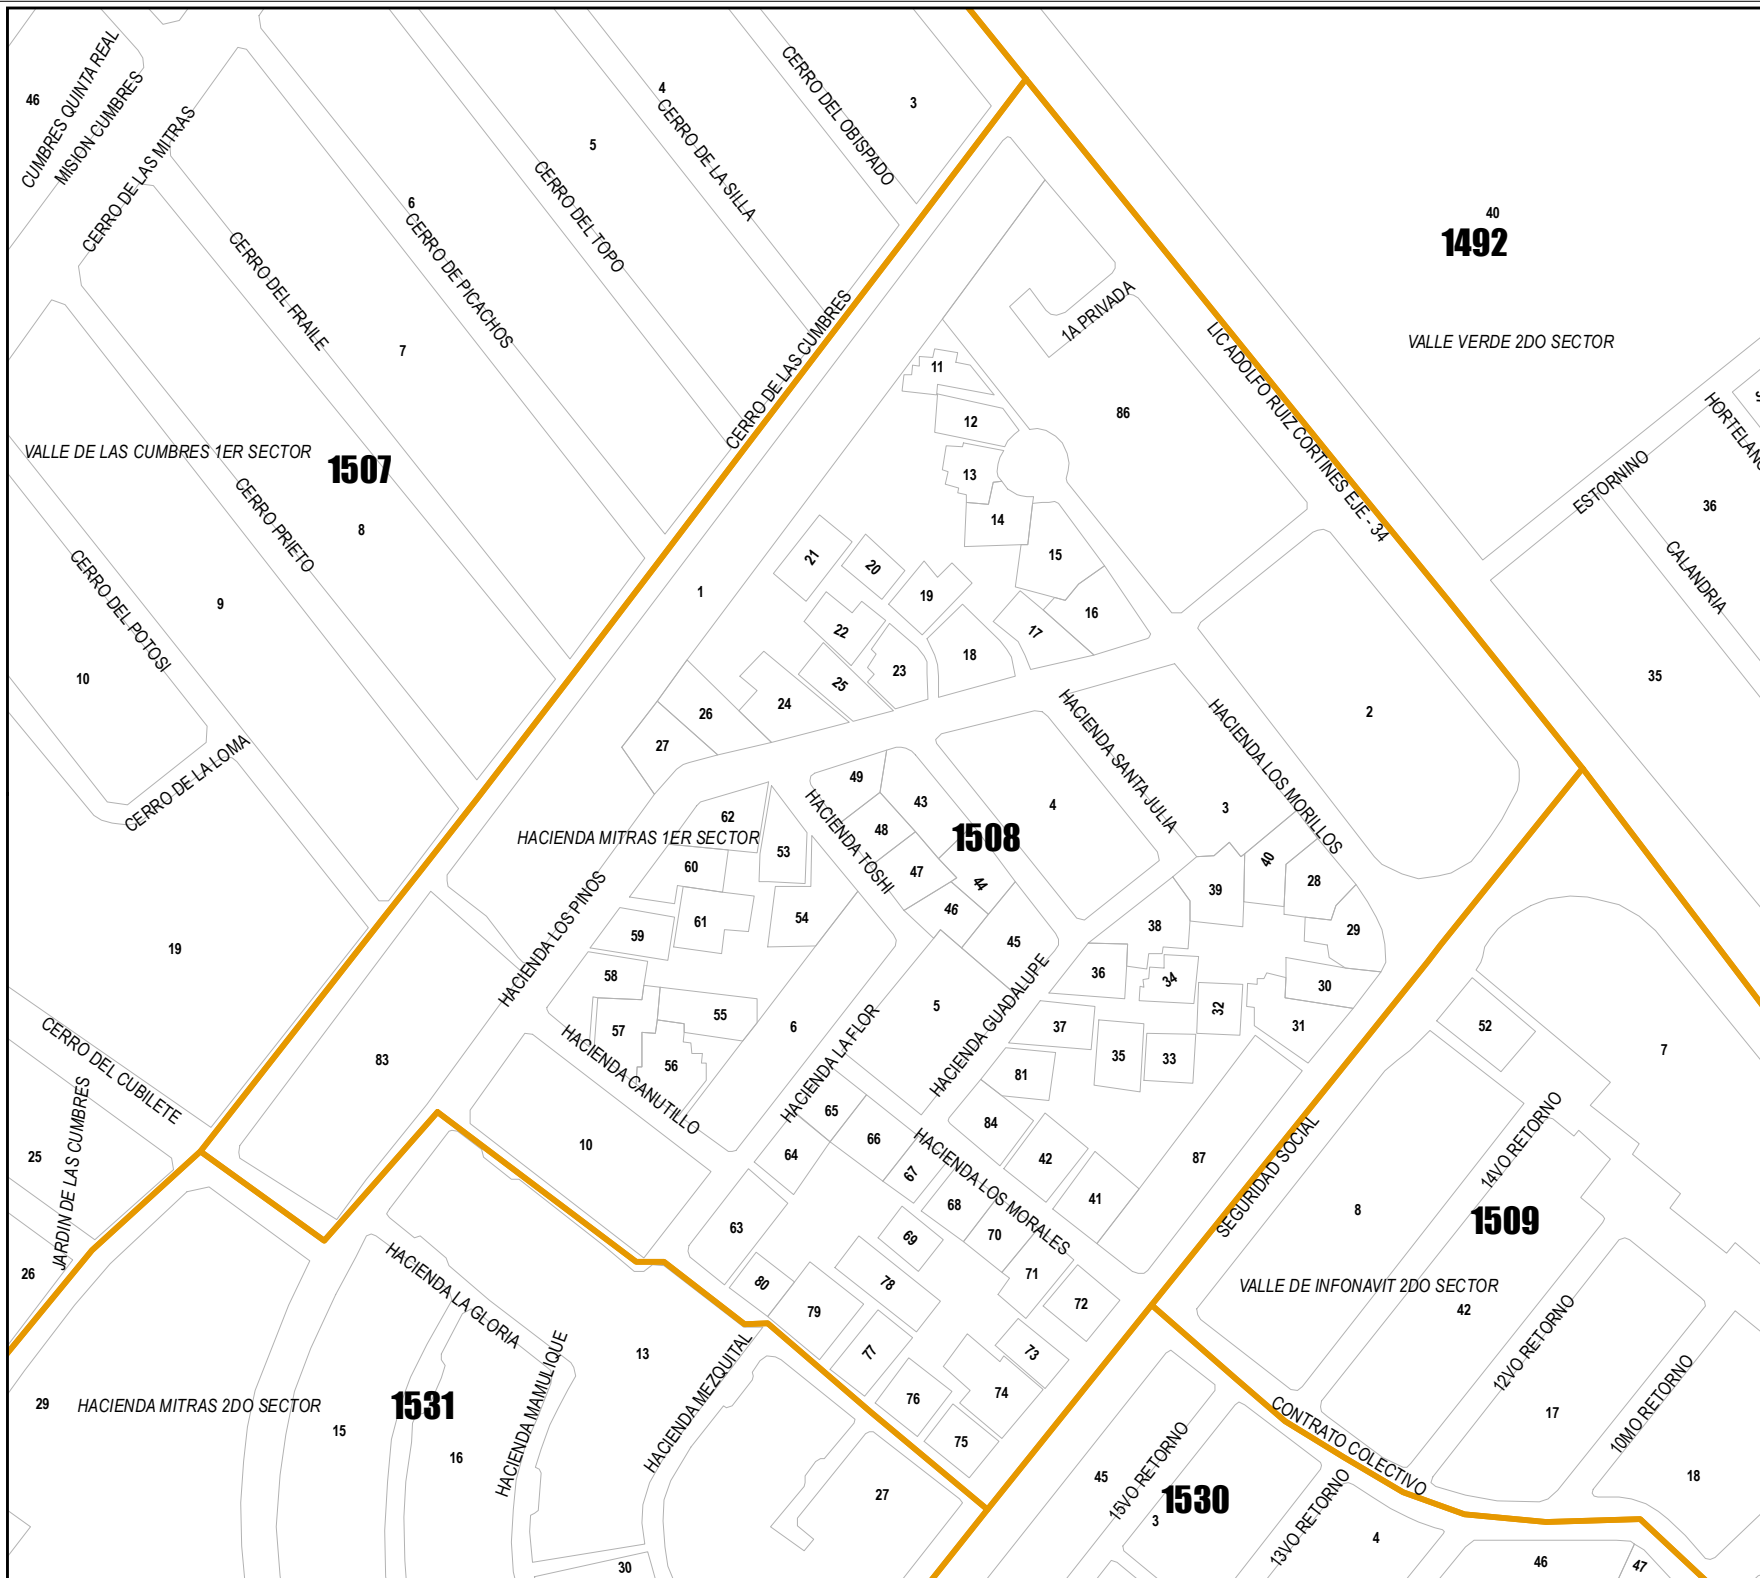 CUMBRES QUINTA REAL
MISION CUMBRES
46
CERRO DE LAS MITRAS
4
CERRO DEL OBISPADO
3
5
CERRO DE LA SILLA
CERRO DEL TOPO
6
CERRO DE PICACHOS
CERRO DEL FRAILE
7
40
1492
VALLE VERDE 2DO SECTOR
1A PRIVADA
LIC ADOLFO RUIZ CORTINES EJE - 34
CERRO DE LAS CUMBRES
VALLE DE LAS CUMBRES 1ER SECTOR
1507
CERRO PRIETO
8
CERRO DEL POTOSI
9
10
CERRO DE LA LOMA
11
12
86
13
14
15
16
17
18
19
20
21
22
23
24
25
26
27
1
ESTORNINO
36
CALANDRIA
35
2
HACIENDA SANTA JULIA
HACIENDA LOS MORILLOS
3
4
49
43
48
47
44
46
45
1508
HACIENDA TOSHI
HACIENDA MITRAS 1ER SECTOR
62
53
60
61
54
59
58
57
55
56
HACIENDA LOS PINOS
HACIENDA CANUTILLO
6
5
HACIENDA LA FLOR
HACIENDA GUADALUPE
40
39
28
29
38
36
34
30
32
31
37
35
33
81
84
42
41
87
19
CERRO DEL CUBILETE
83
JARDIN DE LAS CUMBRES
25
26
10
65
66
64
67
HACIENDA LOS MORALES
68
70
69
63
71
72
80
78
79
77
73
76
74
75
SEGURIDAD SOCIAL
52
7
14VO RETORNO
8
1509
VALLE DE INFONAVIT 2DO SECTOR
42
12VO RETORNO
10MO RETORNO
17
18
CONTRATO COLECTIVO
29
HACIENDA MITRAS 2DO SECTOR
1531
15
16
HACIENDA LA GLORIA
HACIENDA MAMULIQUE
13
HACIENDA MEZQUITAL
27
30
45
15VO RETORNO
3
1530
13VO RETORNO
4
46
47